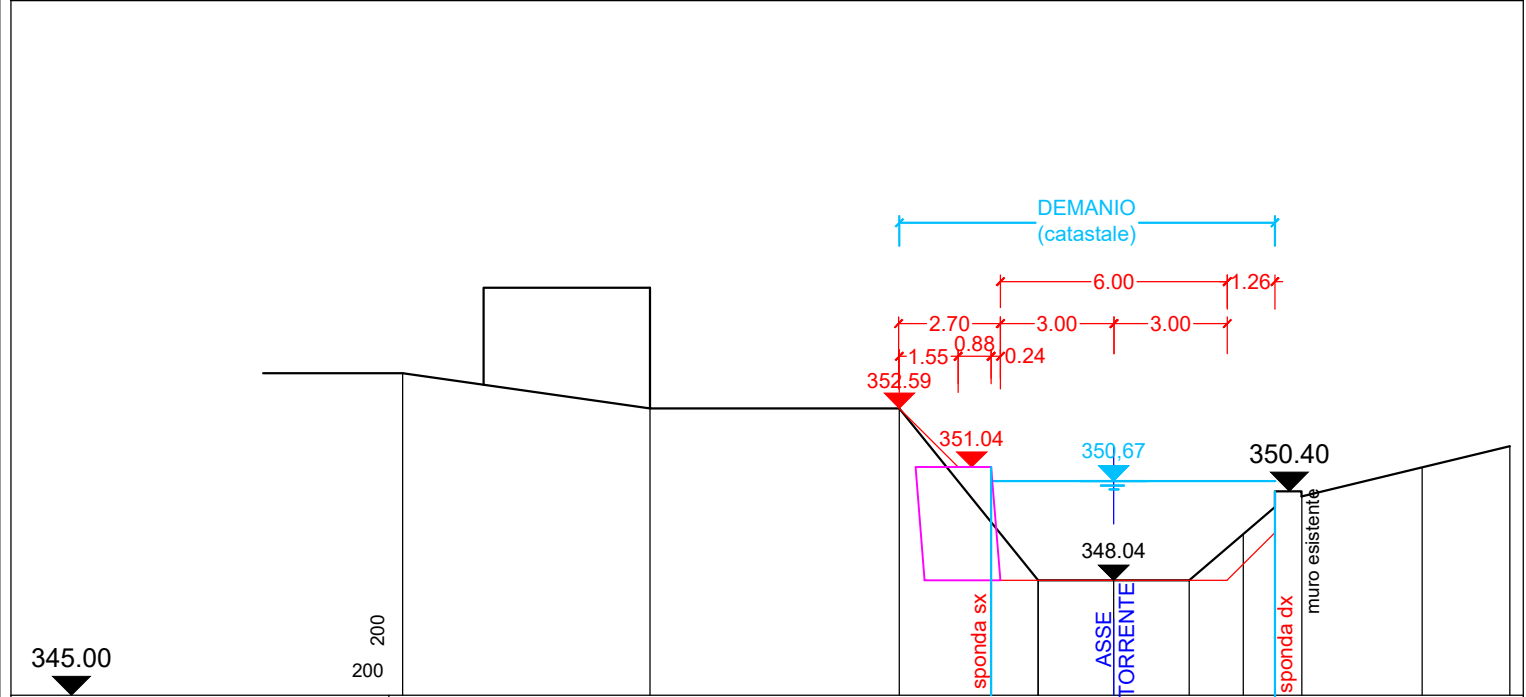 DEMANIO
(catastale)
6.00
1.26
2.70
3.00
3.00
0.88
1.55
0.24
352.59
351.04
350,67
350.40
muro esistente
348.04
sponda sx
ASSE
TORRENTE
sponda dx
200
200
345.00